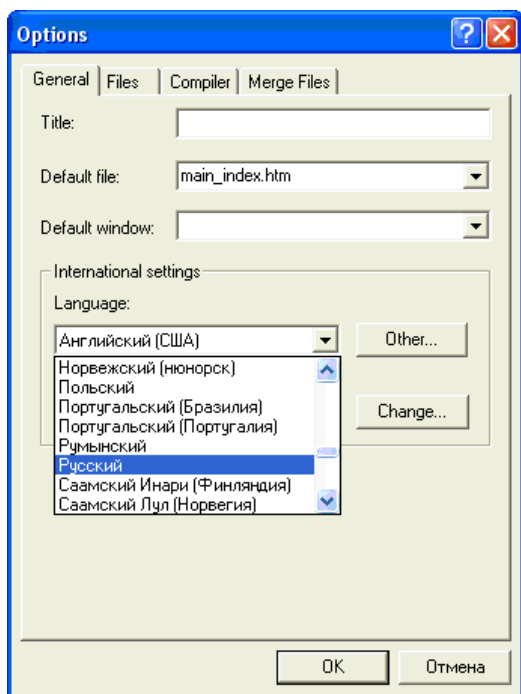 Options
General Files Compiler Merge Files
Title:
Default file: main_index.htm
Default window:
International settings
Language:
Английский (США) Other...
Норвежский (нюнорск)
Польский
Португальский (Бразилия)
Португальский (Португалия) Change...
Румынский
Русский
Саамский Инари (Финляндия)
Саамский Лул (Норвегия)
OK Отмена